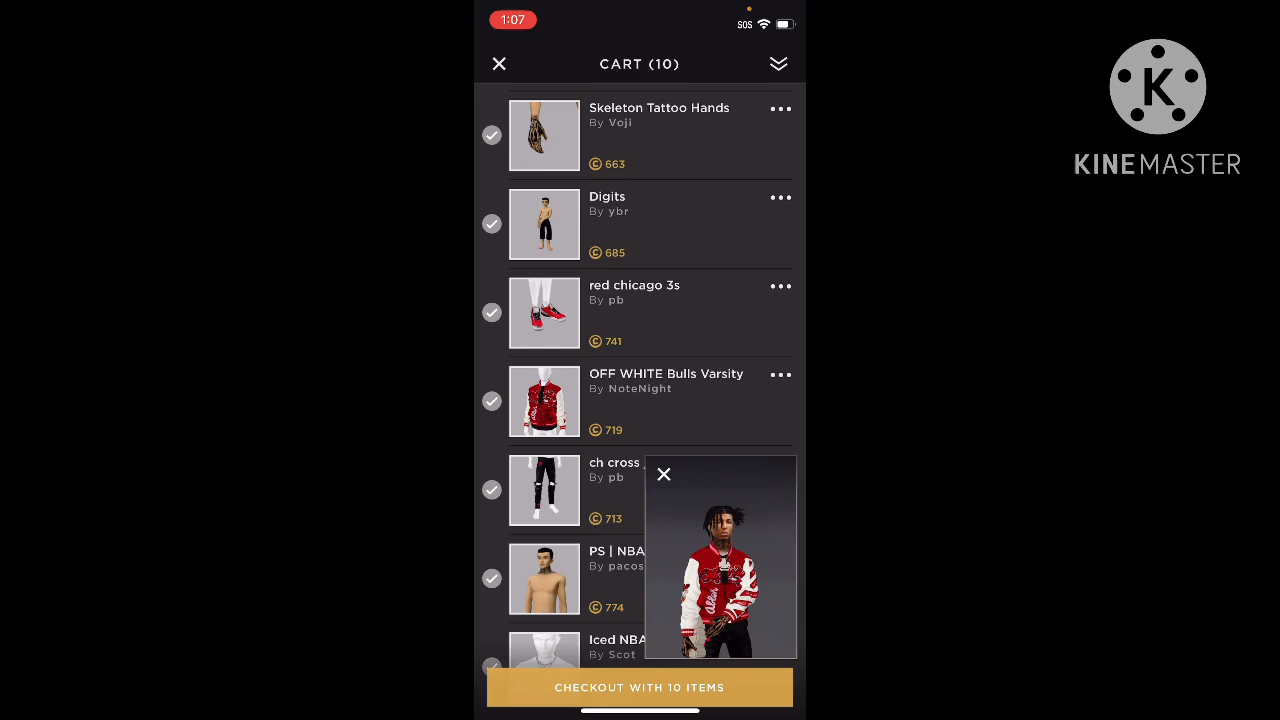 1:07
SOS
CART (10)
Skeleton Tattoo Hands
By Voji
663
Digits
By ybr
685
red chicago 3s
By pb
741
OFF WHITE Bulls Varsity
By NoteNight
719
ch cross
By pb
713
PS | NBA
By pacos
774
Iced NBA
By Scot
CHECKOUT WITH 10 ITEMS
K
KINEMASTER